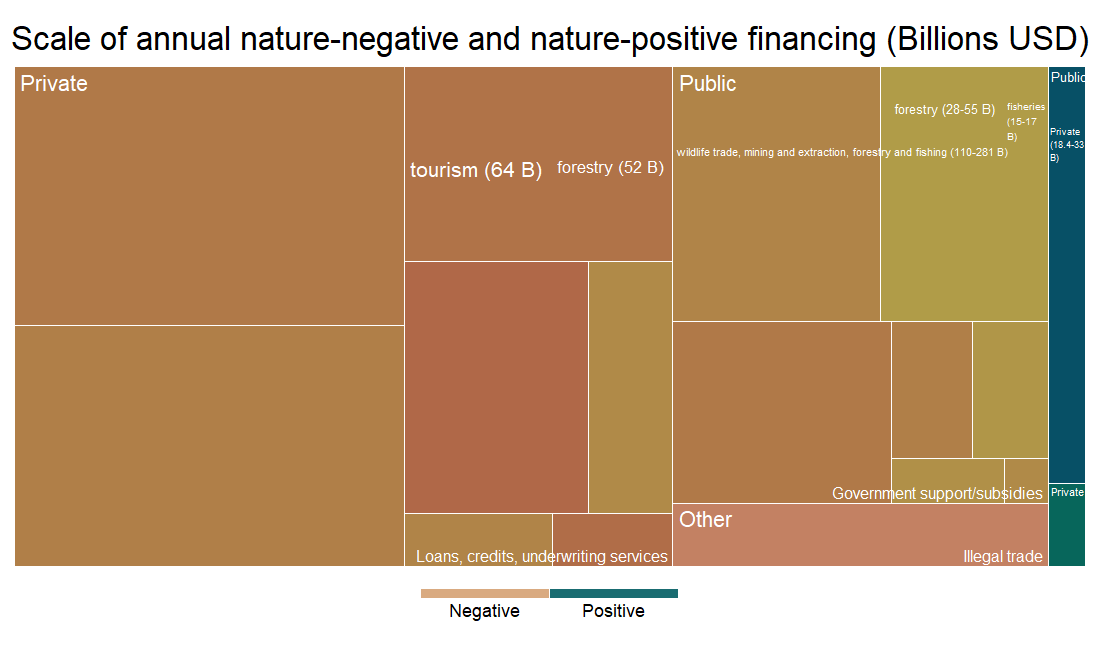 Scale of annual nature-negative and nature-positive financing (Billions USD)
Private
tourism (64 B)
forestry (52 B)
Loans, credits, underwriting services
Public
forestry (28-55 B)
fisheries
(15-17
B)
wildlife trade, mining and extraction, forestry and fishing (110-281 B)
Government support/subsidies
Other
Illegal trade
Public
Private
(18.4-33
B)
Private
Negative
Positive